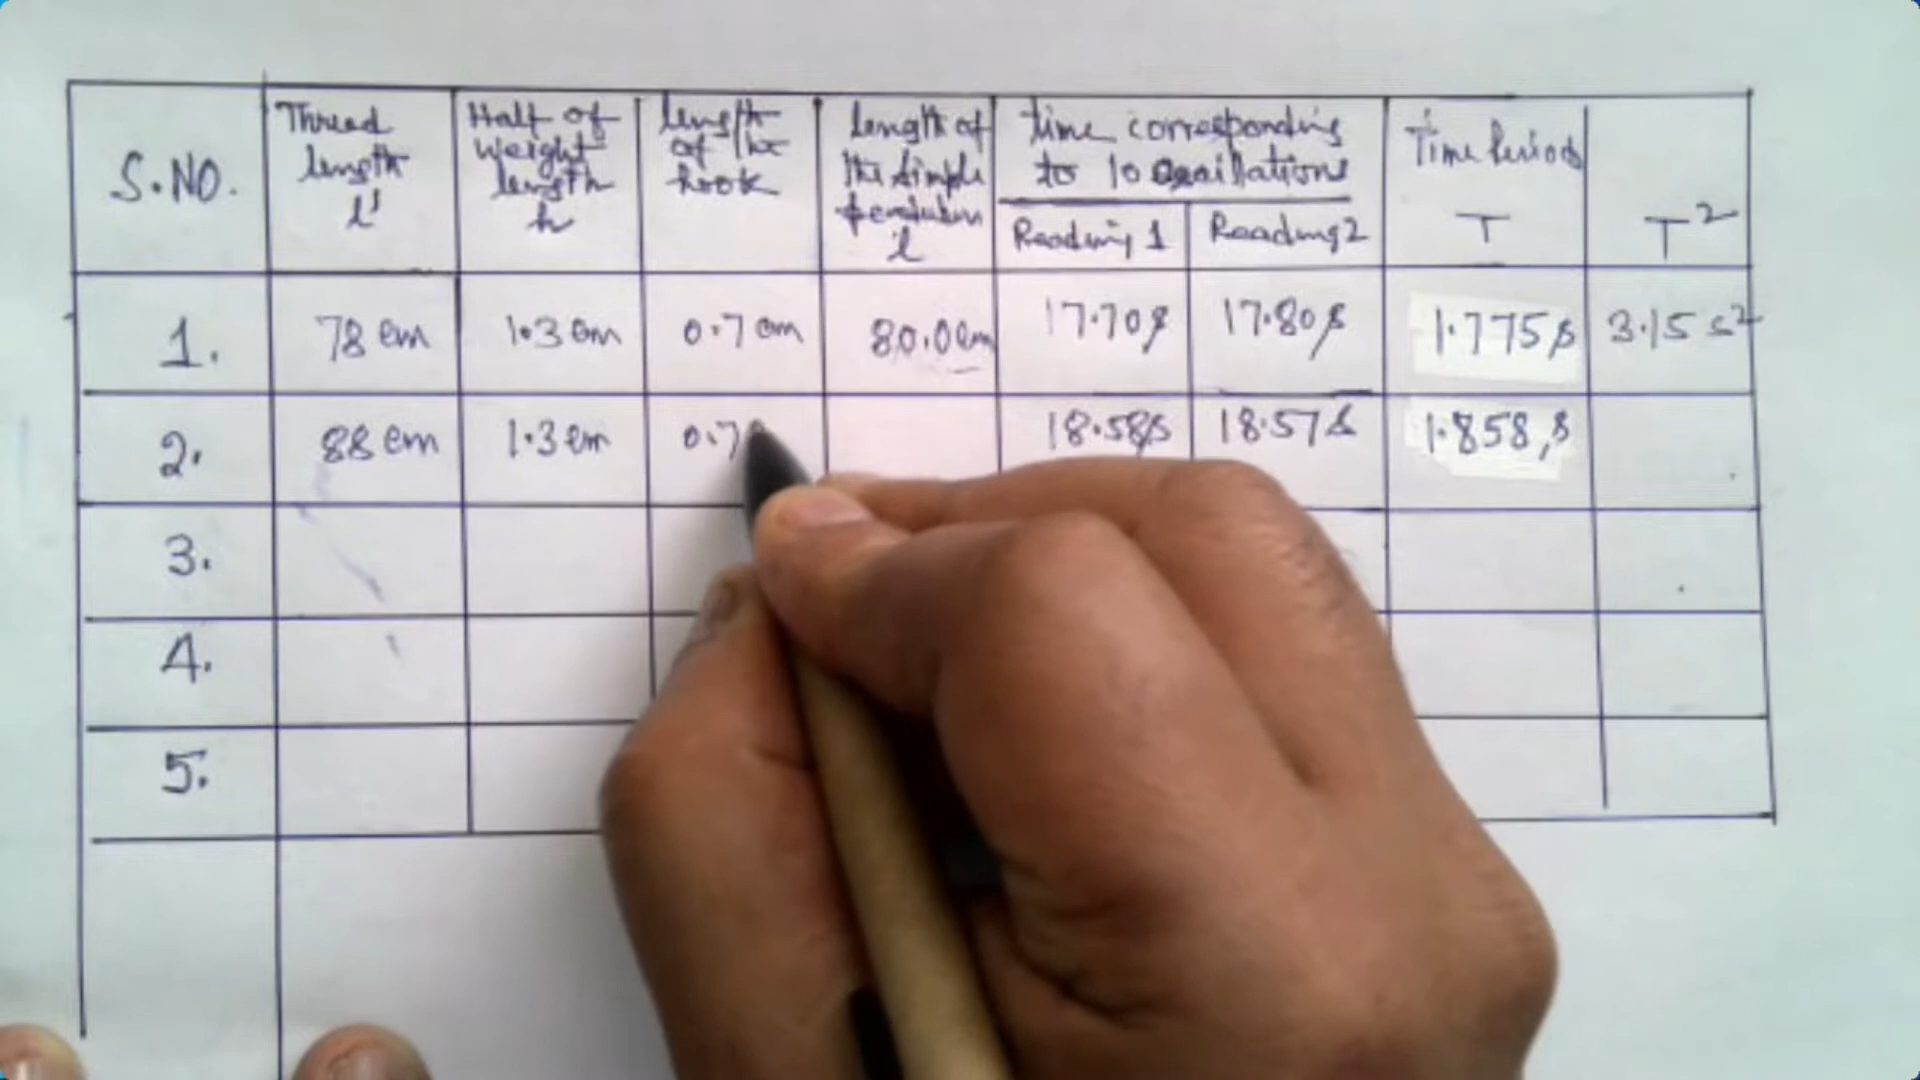 S.NO.
Thread
length
l'
Half of
Weight
length
h
length
of the
hook
length of
the simple
pendulum
l
time corresponding
to 10 Oscillations
Reading 1
Reading 2
Time Period
T
T²
1.
78 cm
1.3 cm
0.7 cm
80.0 cm
17.70 s
17.80 s
1.775 s
3.15 s²
2.
88 cm
1.3 cm
0.7
18.58 s
18.57 s
1.858 s
3.
4.
5.